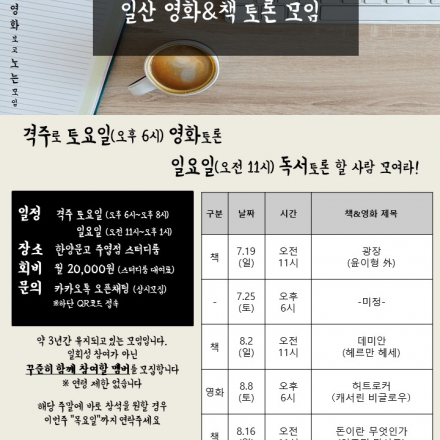 영화 보고 노는 모임
일산 영화&책 토론 모임
격주로 토요일(오후 6시) 영화토론
일요일(오전 11시) 독서토론 할 사람 모여라!
일정 격주 토요일 (오후 6시~오후 8시)
일요일 (오전 11시~오후 1시)
장소 한양문고 주엽점 스터디룸
회비 월 20,000원 (스터디룸 대여료)
문의 카카오톡 오픈채팅 (상시모집)
※하단 QR코드 접속
약 3년간 유지되고 있는 모임입니다.
일회성 참여가 아닌
꾸준히 함께 참여할 멤버를 모집합니다
※ 연령 제한 없습니다
해당 주말에 바로 참석을 원할 경우
이번주 "목요일"까지 연락주세요
구분 날짜 시간 책&영화 제목
책 7.19 (일) 오전 11시 광장 (윤이형 外)
- 7.25 (토) 오후 6시 -미정-
책 8.2 (일) 오전 11시 데미안 (헤르만 헤세)
영화 8.8 (토) 오후 6시 허트로커 (캐서린 비글로우)
책 8.16 (일) 오전 돈이란 무엇인가